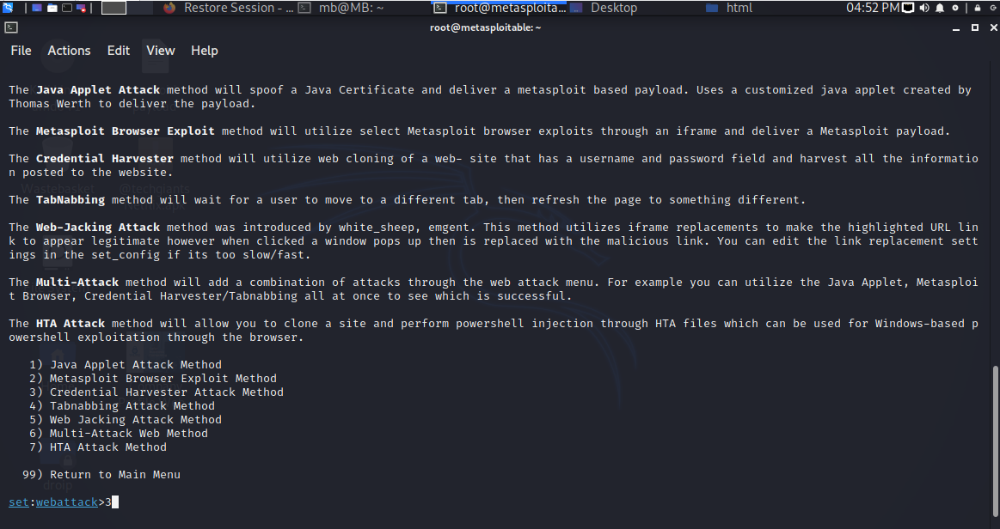 Restore Session - ...
mb@MB: ~
root@metasploita...
Desktop
html
04:52 PM
root@metasploitable: ~
File Actions Edit View Help
The Java Applet Attack method will spoof a Java Certificate and deliver a metasploit based payload. Uses a customized java applet created by
Thomas Werth to deliver the payload.
The Metasploit Browser Exploit method will utilize select Metasploit browser exploits through an iframe and deliver a Metasploit payload.
The Credential Harvester method will utilize web cloning of a web- site that has a username and password field and harvest all the informatio
n posted to the website.
Wastebasket @techgiants
The TabNabbing method will wait for a user to move to a different tab, then refresh the page to something different.
The Web-Jacking Attack method was introduced by white_sheep, emgent. This method utilizes iframe replacements to make the highlighted URL lin
k to appear legitimate however when clicked a window pops up then is replaced with the malicious link. You can edit the link replacement sett
ings in the set_config if its too slow/fast.
The Multi-Attack method will add a combination of attacks through the web attack menu. For example you can utilize the Java Applet, Metasploi
t Browser, Credential Harvester/Tabnabbing all at once to see which is successful.
The HTA Attack method will allow you to clone a site and perform powershell injection through HTA files which can be used for Windows-based p
owershell exploitation through the browser.
1) Java Applet Attack Method
2) Metasploit Browser Exploit Method
3) Credential Harvester Attack Method
4) Tabnabbing Attack Method
5) Web Jacking Attack Method
6) Multi-Attack Web Method
7) HTA Attack Method
99) Return to Main Menu
droip
set:webattack>3